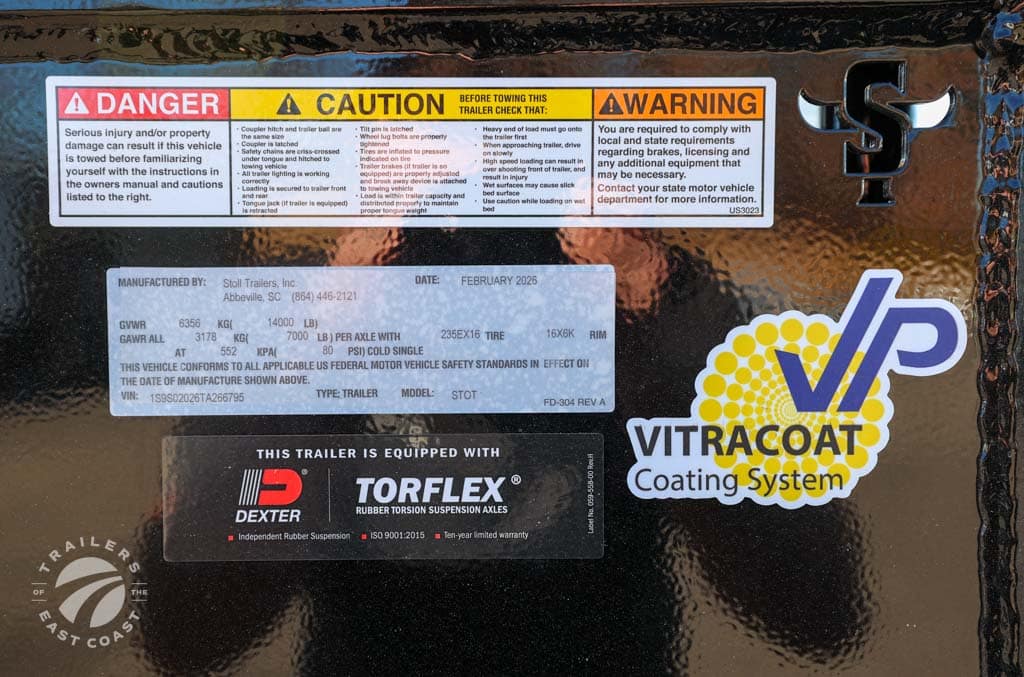 DANGER
Serious injury and/or property
damage can result if this vehicle
is towed before familiarizing
yourself with the instructions in
the owners manual and cautions
listed to the right.
CAUTION
BEFORE TOWING THIS
TRAILER CHECK THAT:
• Coupler hitch and trailer ball are
the same size
• Coupler is latched
• Safety chains are criss-crossed
under tongue and hitched to
towing vehicle
• All trailer lighting is working
correctly
• Loading is secured to trailer front
and rear
• Tongue jack (if trailer is equipped)
is retracted
• Tilt pin is latched
• Wheel lug bolts are properly
tightened
• Tires are inflated to pressure
indicated on tire
• Trailer brakes (if trailer is so
equipped) are properly adjusted
and break away device is attached
to towing vehicle
• Load is within trailer capacity and
distributed properly to maintain
proper tongue weight
• Heavy end of load must go onto
the trailer first
• When approaching trailer, drive
on slowly
• High speed loading can result in
over shooting front of trailer, and
result in injury
• Wet surfaces may cause slick
bed surface
• Use caution while loading on wet
bed
WARNING
You are required to comply with
local and state requirements
regarding brakes, licensing and
any additional equipment that
may be necessary.
Contact your state motor vehicle
department for more information.
US3023
S
MANUFACTURED BY: Stoll Trailers, Inc. DATE: FEBRUARY 2026
Abbeville, SC (864) 446-2121
GVWR 6356 KG( 14000 LB)
GAWR ALL 3178 KG( 7000 LB) PER AXLE WITH 235EX16 TIRE 16X6K RIM
AT 552 KPA( 80 PSI) COLD SINGLE
THIS VEHICLE CONFORMS TO ALL APPLICABLE US FEDERAL MOTOR VEHICLE SAFETY STANDARDS IN EFFECT ON
THE DATE OF MANUFACTURE SHOWN ABOVE.
VIN: 1S9S02026TA266795 TYPE: TRAILER MODEL: STOT
FD-304 REV A
VP
VITRACOAT
Coating System
THIS TRAILER IS EQUIPPED WITH
D®
DEXTER
TORFLEX®
RUBBER TORSION SUSPENSION AXLES
Independent Rubber Suspension ISO 9001:2015 Ten-year limited warranty
Label No. 059-558-00 Rev.H
TRAILERS
OF THE
EAST COAST